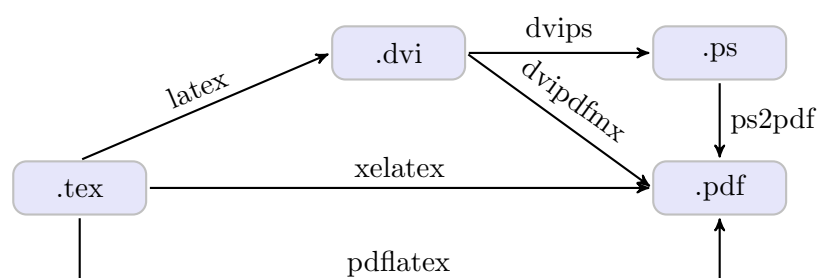 dvips
.dvi
.ps
latex
dvipdfmx
ps2pdf
xelatex
.tex
.pdf
pdflatex